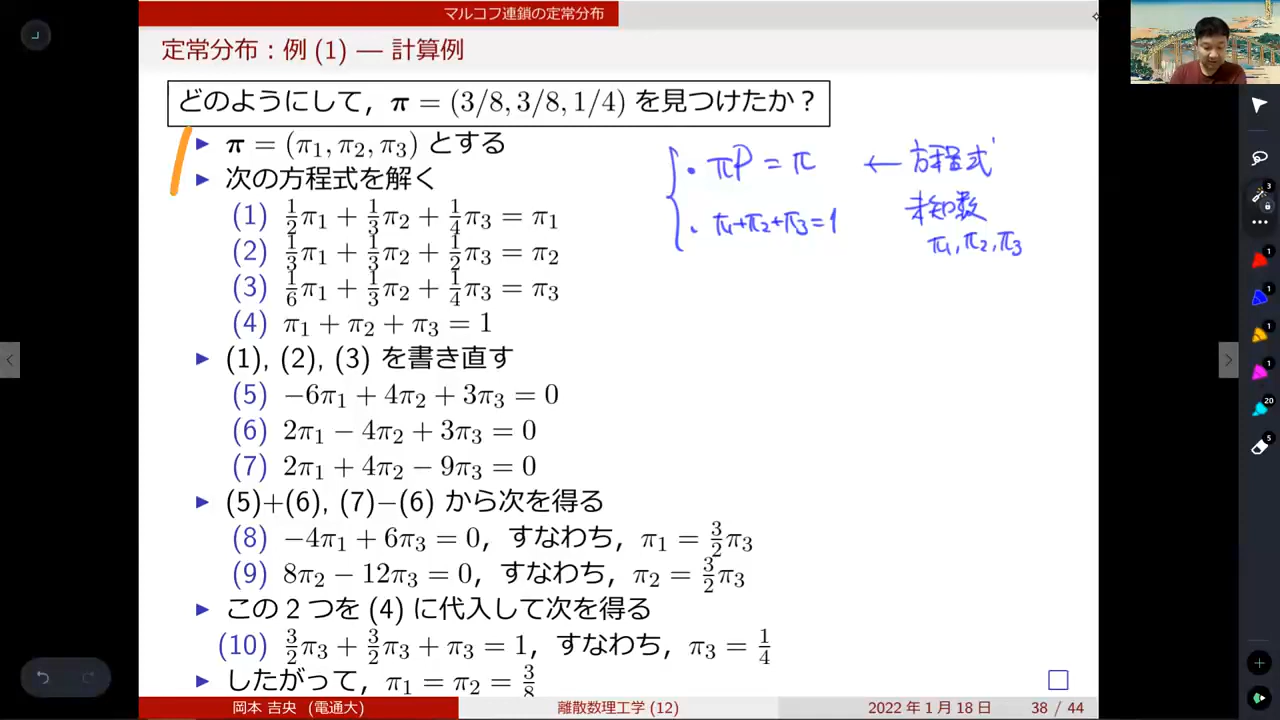 マルコフ連鎖の定常分布
定常分布:例 (1) — 計算例
どのようにして，π = (3/8, 3/8, 1/4) を見つけたか？
▶ π = (π₁, π₂, π₃) とする
▶ 次の方程式を解く
(1) 1/2π₁ + 1/3π₂ + 1/4π₃ = π₁
(2) 1/3π₁ + 1/3π₂ + 1/2π₃ = π₂
(3) 1/6π₁ + 1/3π₂ + 1/4π₃ = π₃
(4) π₁ + π₂ + π₃ = 1
▶ (1), (2), (3) を書き直す
(5) −6π₁ + 4π₂ + 3π₃ = 0
(6) 2π₁ − 4π₂ + 3π₃ = 0
(7) 2π₁ + 4π₂ − 9π₃ = 0
▶ (5)+(6), (7)−(6) から次を得る
(8) −4π₁ + 6π₃ = 0，すなわち，π₁ = 3/2π₃
(9) 8π₂ − 12π₃ = 0，すなわち，π₂ = 3/2π₃
▶ この 2 つを (4) に代入して次を得る
(10) 3/2π₃ + 3/2π₃ + π₃ = 1，すなわち，π₃ = 1/4
▶ したがって，π₁ = π₂ = 3/8
・πP = π ← 方程式
・π₁+π₂+π₃=1 未知数
π₁, π₂, π₃
岡本 吉央 (電通大)
離散数理工学 (12)
2022 年 1 月 18 日 38 / 44
3
1
1
1
1
20
5